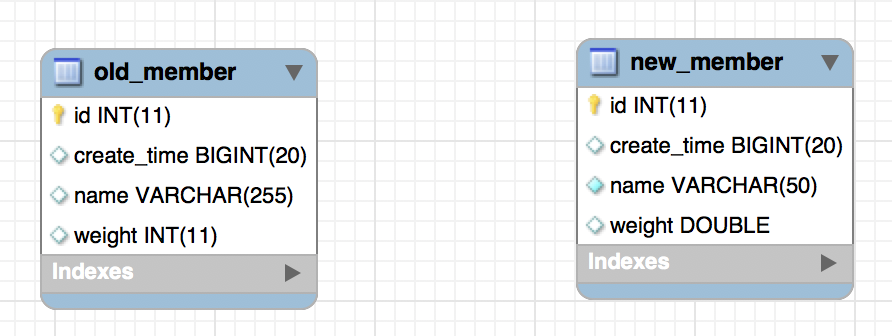 old_member
id INT(11)
create_time BIGINT(20)
name VARCHAR(255)
weight INT(11)
Indexes
new_member
id INT(11)
create_time BIGINT(20)
name VARCHAR(50)
weight DOUBLE
Indexes